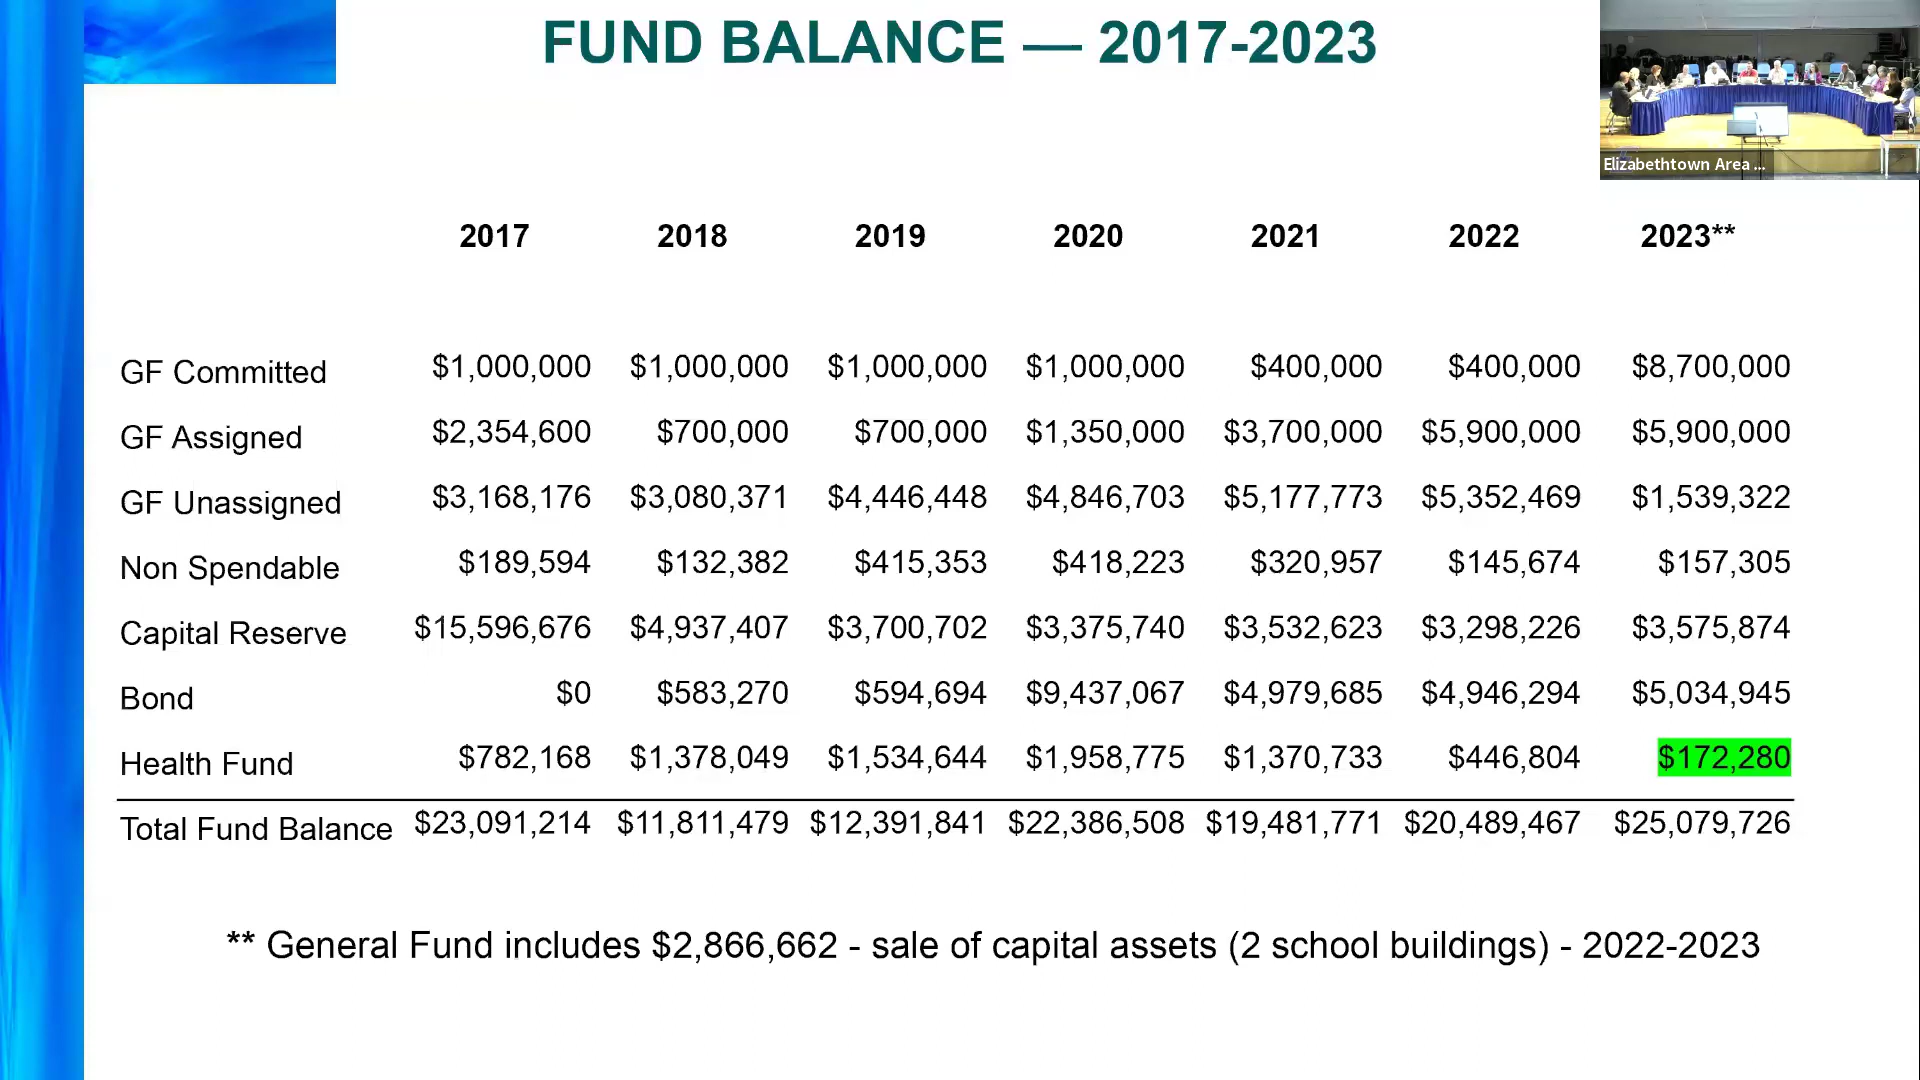 FUND BALANCE — 2017-2023
Elizabethtown Area ...
2017 2018 2019 2020 2021 2022 2023**
GF Committed $1,000,000 $1,000,000 $1,000,000 $1,000,000 $400,000 $400,000 $8,700,000
GF Assigned $2,354,600 $700,000 $700,000 $1,350,000 $3,700,000 $5,900,000 $5,900,000
GF Unassigned $3,168,176 $3,080,371 $4,446,448 $4,846,703 $5,177,773 $5,352,469 $1,539,322
Non Spendable $189,594 $132,382 $415,353 $418,223 $320,957 $145,674 $157,305
Capital Reserve $15,596,676 $4,937,407 $3,700,702 $3,375,740 $3,532,623 $3,298,226 $3,575,874
Bond $0 $583,270 $594,694 $9,437,067 $4,979,685 $4,946,294 $5,034,945
Health Fund $782,168 $1,378,049 $1,534,644 $1,958,775 $1,370,733 $446,804 $172,280
Total Fund Balance $23,091,214 $11,811,479 $12,391,841 $22,386,508 $19,481,771 $20,489,467 $25,079,726
** General Fund includes $2,866,662 - sale of capital assets (2 school buildings) - 2022-2023